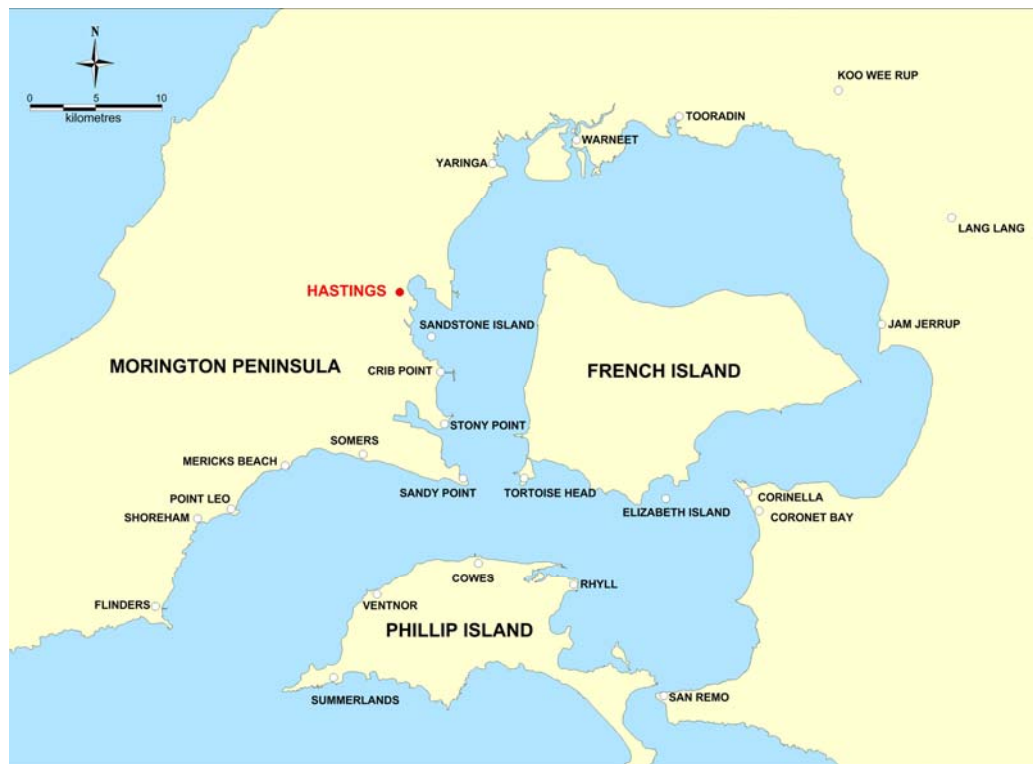 N
0 5 10
kilometres
KOO WEE RUP
TOORADIN
WARNEET
YARINGA
LANG LANG
HASTINGS
SANDSTONE ISLAND
JAM JERRUP
MORINGTON PENINSULA
CRIB POINT
FRENCH ISLAND
STONY POINT
SOMERS
MERICKS BEACH
SANDY POINT
TORTOISE HEAD
CORINELLA
POINT LEO
ELIZABETH ISLAND
SHOREHAM
CORONET BAY
COWES
RHYLL
FLINDERS
VENTNOR
PHILLIP ISLAND
SUMMERLANDS
SAN REMO